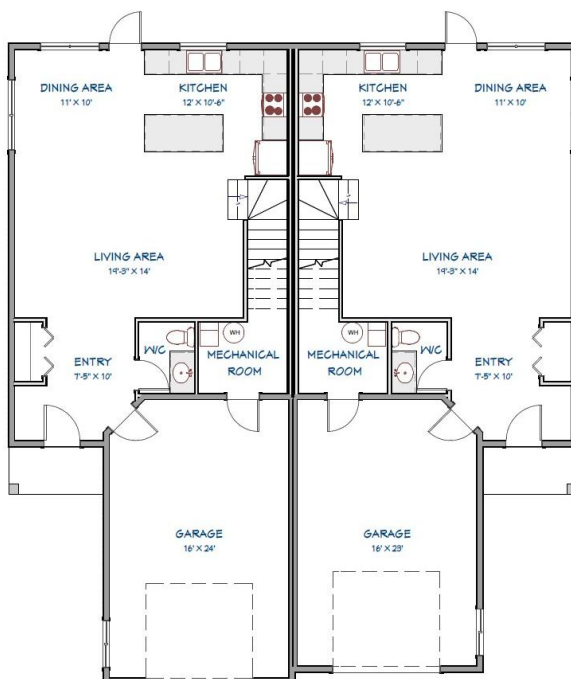 DINING AREA
11' X 10'
KITCHEN
12' X 10'-6"
KITCHEN
12' X 10'-6"
DINING AREA
11' X 10'
LIVING AREA
19'-3" X 14'
LIVING AREA
19'-3" X 14'
W/C
WH
MECHANICAL
ROOM
WH
MECHANICAL
ROOM
W/C
ENTRY
7'-5" X 10'
ENTRY
7'-5" X 10'
GARAGE
16' X 24'
GARAGE
16' X 23'